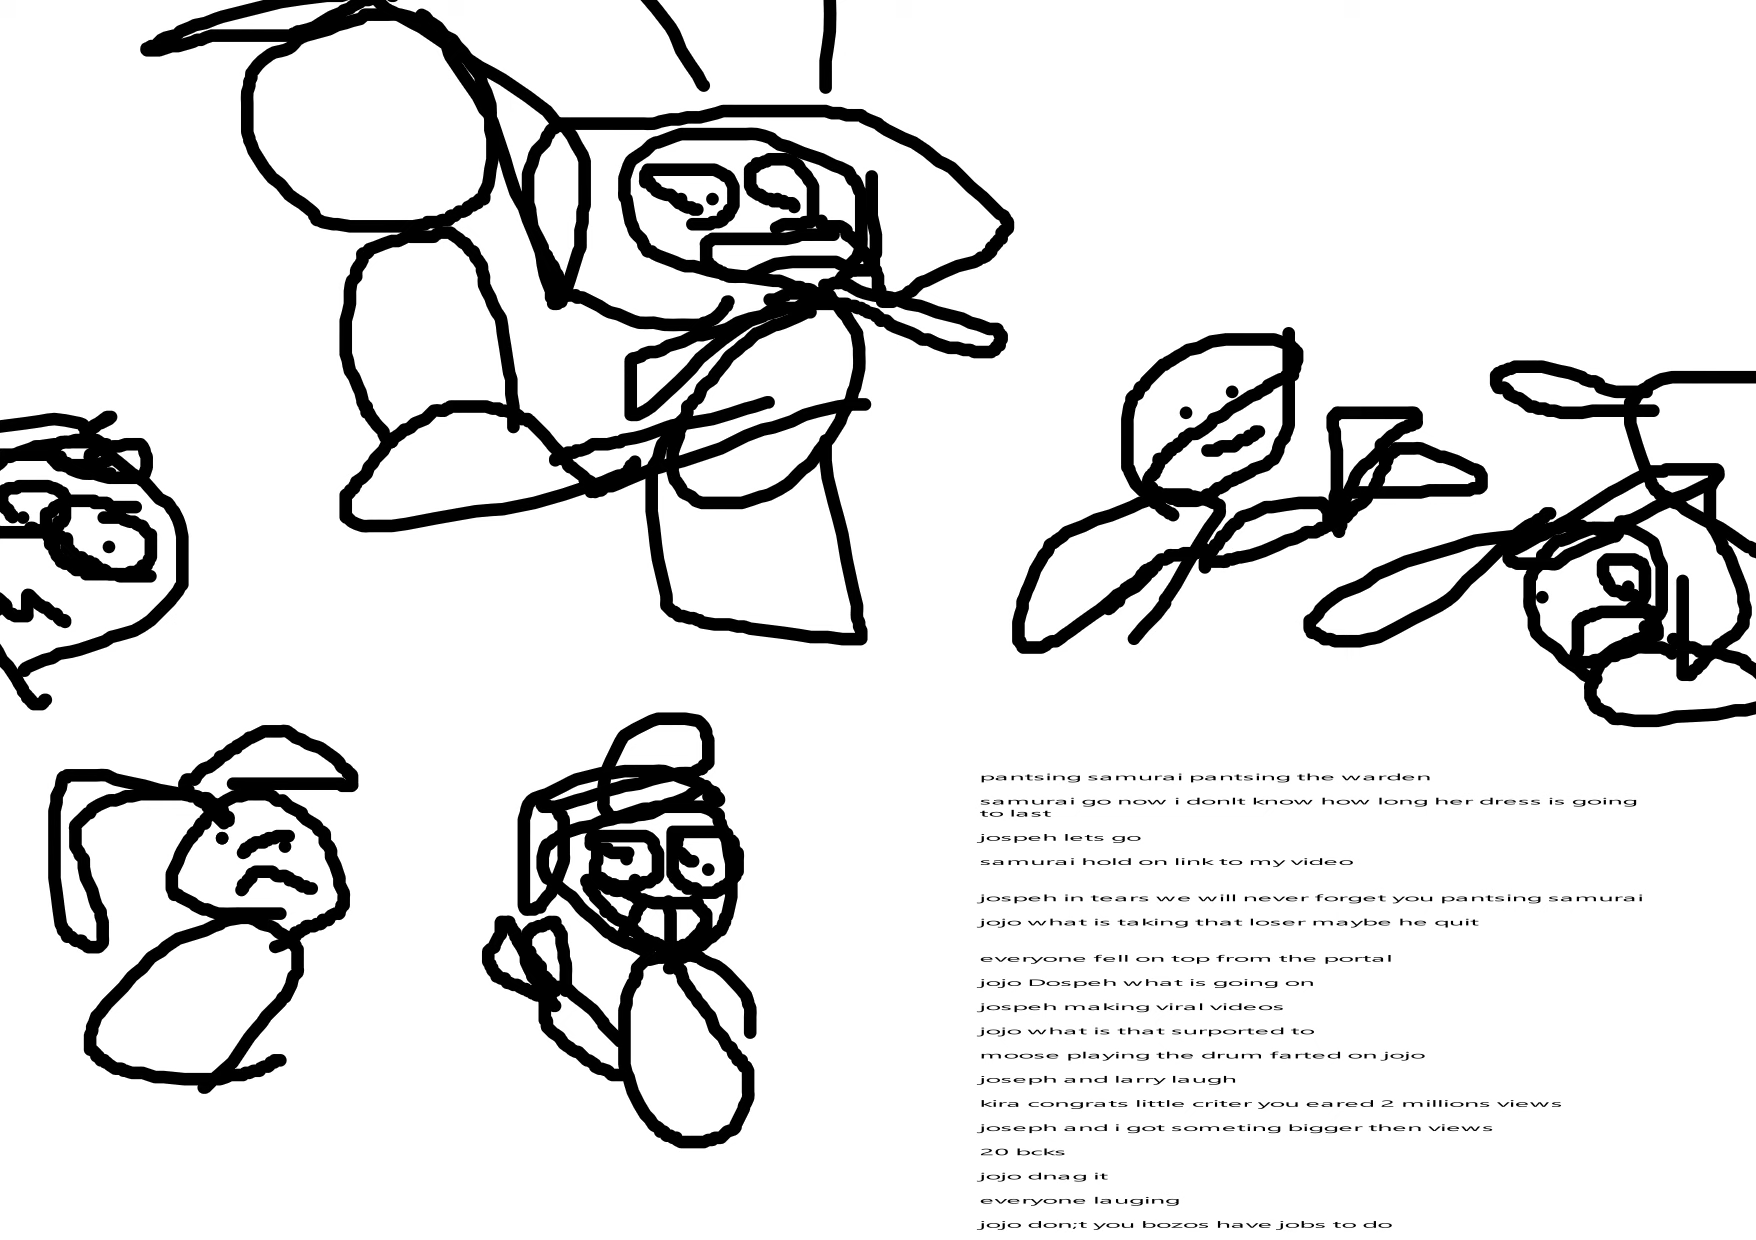 pantsing samurai pantsing the warden
samurai go now i donlt know how long her dress is going
to last
jospeh lets go
samurai hold on link to my video
jospeh in tears we will never forget you pantsing samurai
jojo what is taking that loser maybe he quit
everyone fell on top from the portal
jojo Dospeh what is going on
jospeh making viral videos
jojo what is that surported to
moose playing the drum farted on jojo
joseph and larry laugh
kira congrats little criter you eared 2 millions views
joseph and i got someting bigger then views
20 bcks
jojo dnag it
everyone lauging
jojo don;t you bozos have jobs to do